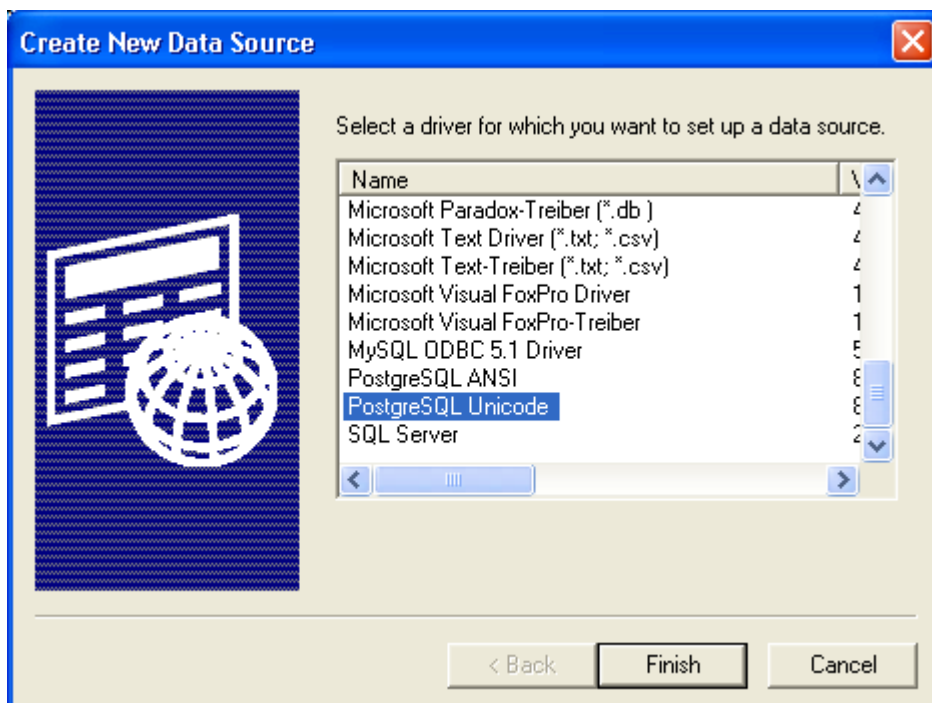 Create New Data Source
Select a driver for which you want to set up a data source.
Name
Microsoft Paradox-Treiber (*.db )
Microsoft Text Driver (*.txt; *.csv)
Microsoft Text-Treiber (*.txt; *.csv)
Microsoft Visual FoxPro Driver 1
Microsoft Visual FoxPro-Treiber 1
MySQL ODBC 5.1 Driver
PostgreSQL ANSI
PostgreSQL Unicode
SQL Server
< Back Finish Cancel